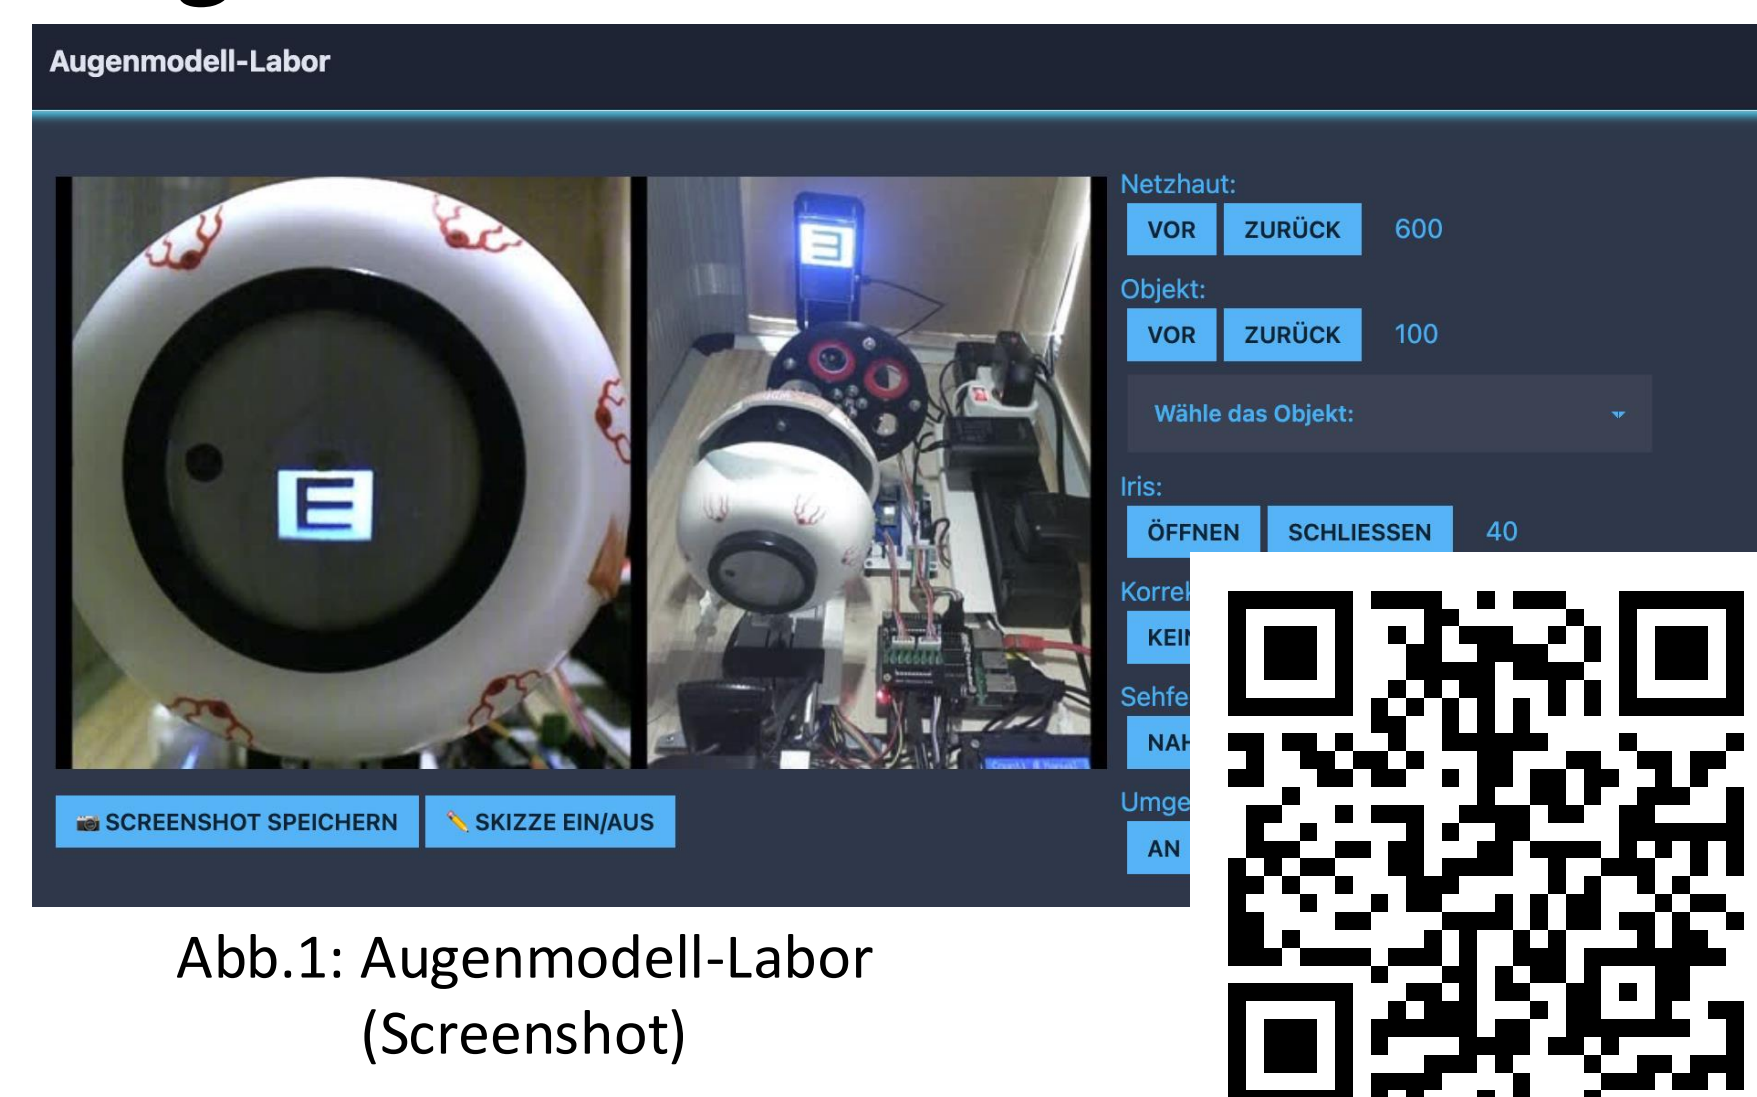 Augenmodell-Labor
Netzhaut:
VOR ZURÜCK 600
Objekt:
VOR ZURÜCK 100
Wähle das Objekt:
Iris:
ÖFFNEN SCHLIESSEN 40
SCREENSHOT SPEICHERN SKIZZE EIN/AUS
AN
Abb.1: Augenmodell-Labor
(Screenshot)